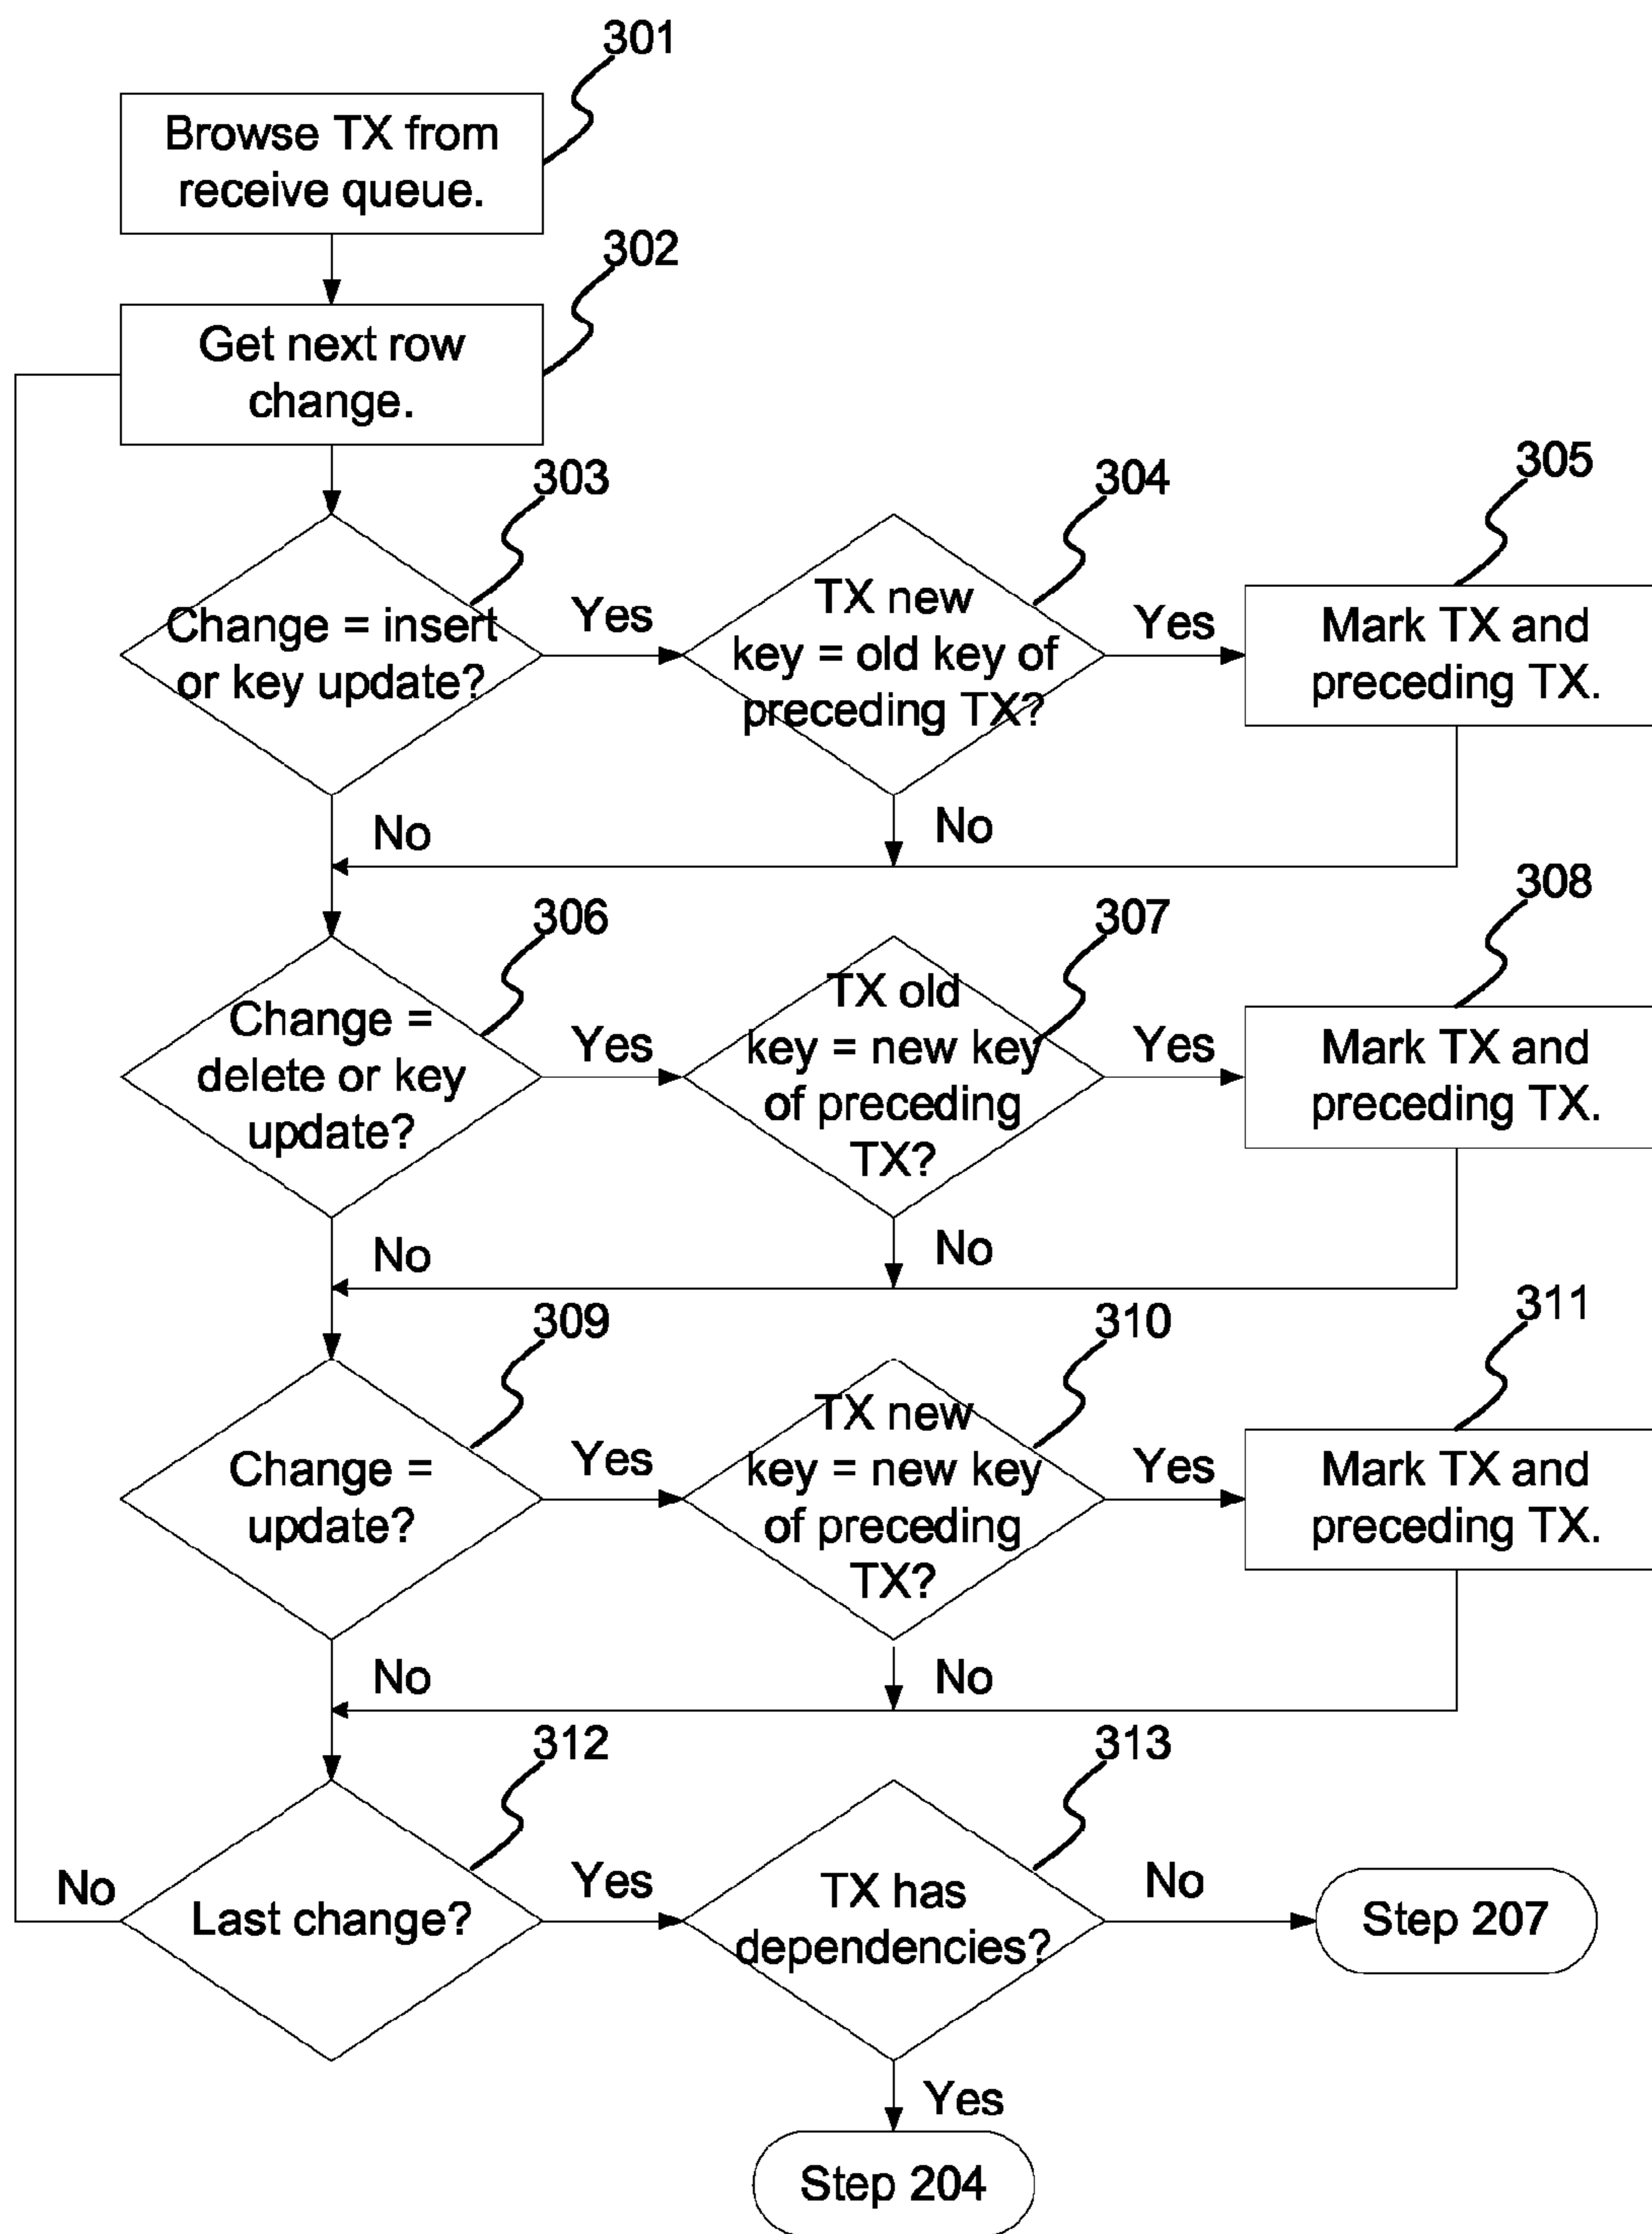 301
Browse TX from
receive queue.
302
Get next row
change.
303
304
305
Change = insert
or key update?
Yes
TX new
key = old key of
preceding TX?
Yes
Mark TX and
preceding TX.
No
No
306
307
308
Change =
delete or key
update?
Yes
TX old
key = new key
of preceding
TX?
Yes
Mark TX and
preceding TX.
No
No
309
310
311
Change =
update?
Yes
TX new
key = new key
of preceding
TX?
Yes
Mark TX and
preceding TX.
No
No
312
313
No
Last change?
Yes
TX has
dependencies?
No
Step 207
Yes
Step 204